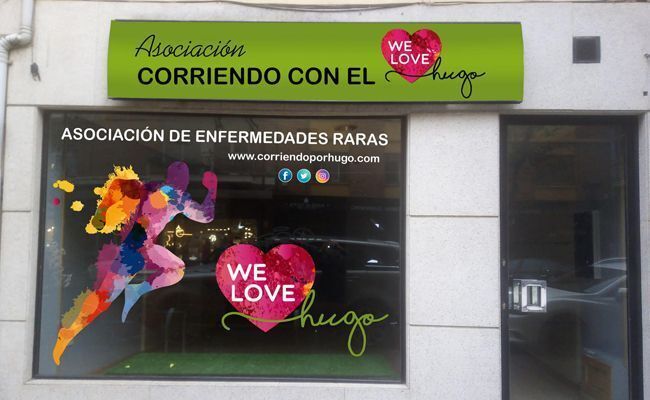 Asociación
CORRIENDO CON EL
WE
LOVE
hugo
ASOCIACIÓN DE ENFERMEDADES RARAS
www.corriendoporhugo.com
WE
LOVE
hugo